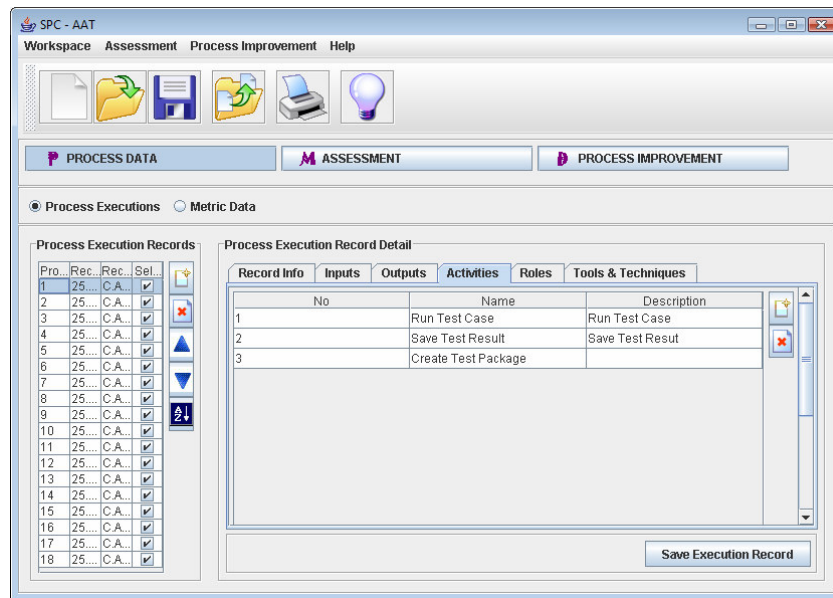 SPC - AAT
Workspace Assessment Process Improvement Help
P PROCESS DATA M ASSESSMENT D PROCESS IMPROVEMENT
Process Executions Metric Data
Process Execution Records
Pro... Rec... Rec... Sel...
1 25.... C.A...
2 25.... C.A...
3 25.... C.A...
4 25.... C.A...
5 25.... C.A...
6 25.... C.A...
7 25.... C.A...
8 25.... C.A...
9 25.... C.A...
10 25.... C.A...
11 25.... C.A...
12 25.... C.A...
13 25.... C.A...
14 25.... C.A...
15 25.... C.A...
16 25.... C.A...
17 25.... C.A...
18 25.... C.A...
A Z
Process Execution Record Detail
Record Info Inputs Outputs Activities Roles Tools & Techniques
No Name Description
1 Run Test Case Run Test Case
2 Save Test Result Save Test Resut
3 Create Test Package
Save Execution Record